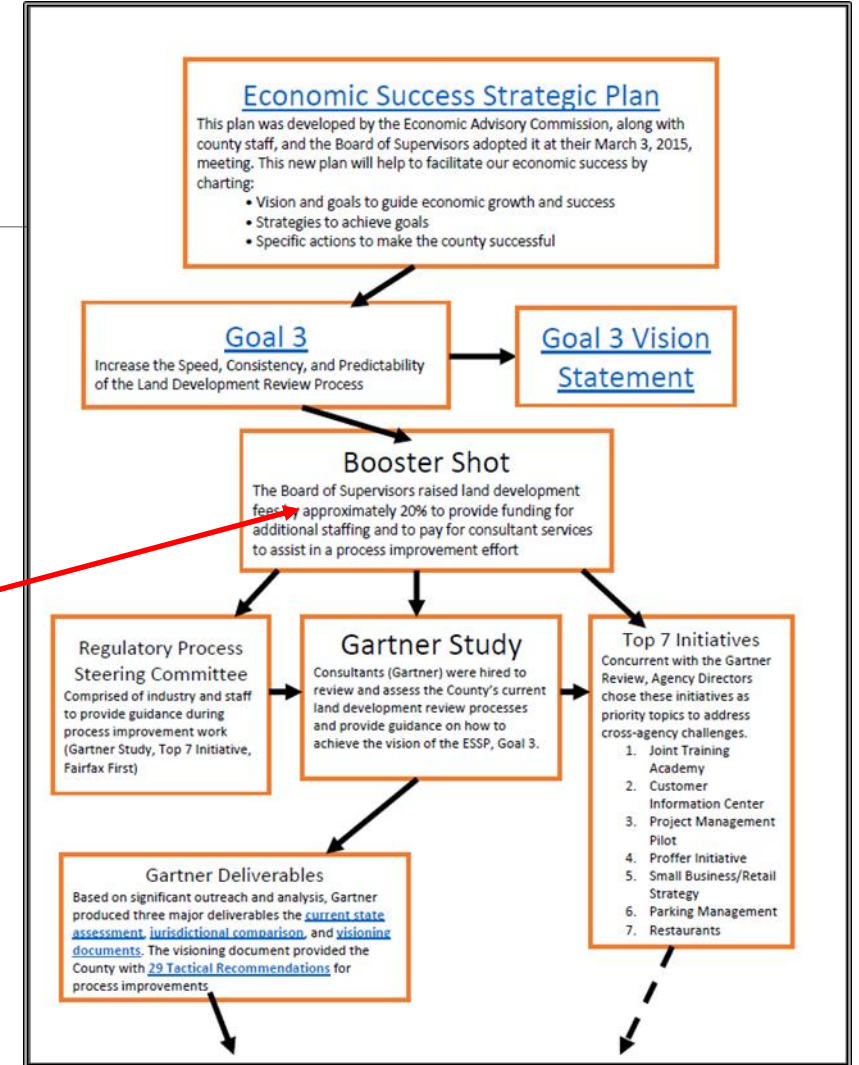 Economic Success Strategic Plan
This plan was developed by the Economic Advisory Commission, along with
county staff, and the Board of Supervisors adopted it at their March 3, 2015,
meeting. This new plan will help to facilitate our economic success by
charting:
• Vision and goals to guide economic growth and success
• Strategies to achieve goals
• Specific actions to make the county successful
Goal 3
Increase the Speed, Consistency, and Predictability
of the Land Development Review Process
Goal 3 Vision
Statement
Booster Shot
The Board of Supervisors raised land development
fees by approximately 20% to provide funding for
additional staffing and to pay for consultant services
to assist in a process improvement effort
Regulatory Process
Steering Committee
Comprised of industry and staff
to provide guidance during
process improvement work
(Gartner Study, Top 7 Initiative,
Fairfax First)
Gartner Study
Consultants (Gartner) were hired to
review and assess the County's current
land development review processes
and provide guidance on how to
achieve the vision of the ESSP, Goal 3.
Top 7 Initiatives
Concurrent with the Gartner
Review, Agency Directors
chose these initiatives as
priority topics to address
cross-agency challenges.
1. Joint Training
Academy
2. Customer
Information Center
3. Project Management
Pilot
4. Proffer Initiative
5. Small Business/Retail
Strategy
6. Parking Management
7. Restaurants
Gartner Deliverables
Based on significant outreach and analysis, Gartner
produced three major deliverables the current state
assessment, jurisdictional comparison, and visioning
documents. The visioning document provided the
County with 29 Tactical Recommendations for
process improvements